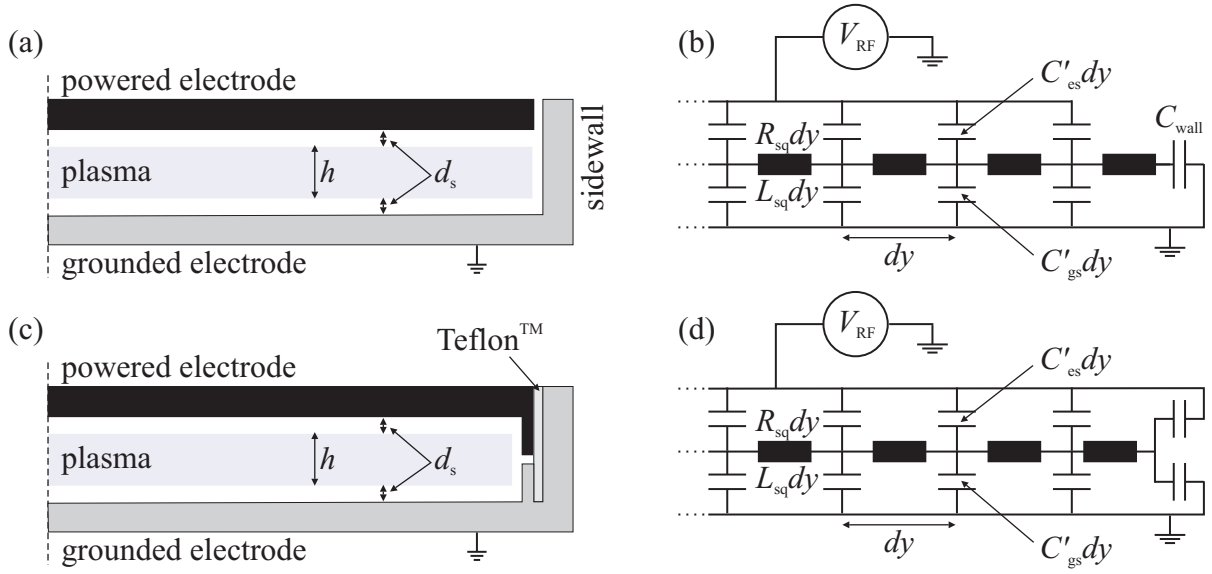 (a)
powered electrode
plasma
h
d_s
sidewall
grounded electrode
(b)
V_RF
C'_es dy
C_wall
R_sq dy
L_sq dy
dy
C'_gs dy
(c)
Teflon™
powered electrode
plasma
h
d_s
grounded electrode
(d)
V_RF
C'_es dy
R_sq dy
L_sq dy
dy
C'_gs dy